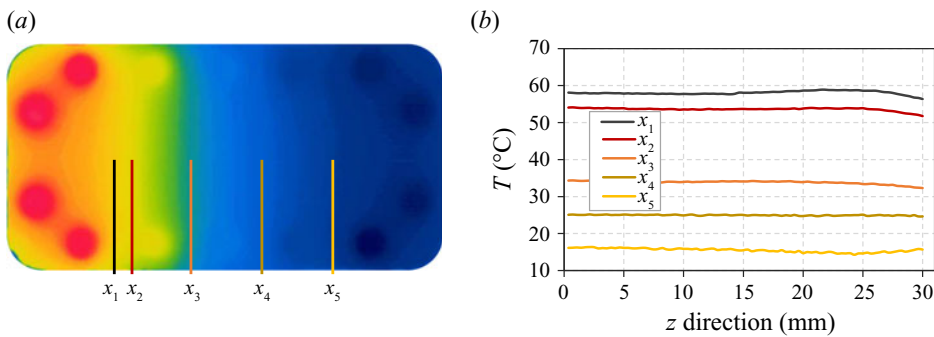 (a)
x1 x2 x3 x4 x5
(b)
T (°C)
70
60
50
40
30
20
10
x1
x2
x3
x4
x5
0 5 10 15 20 25 30
z direction (mm)